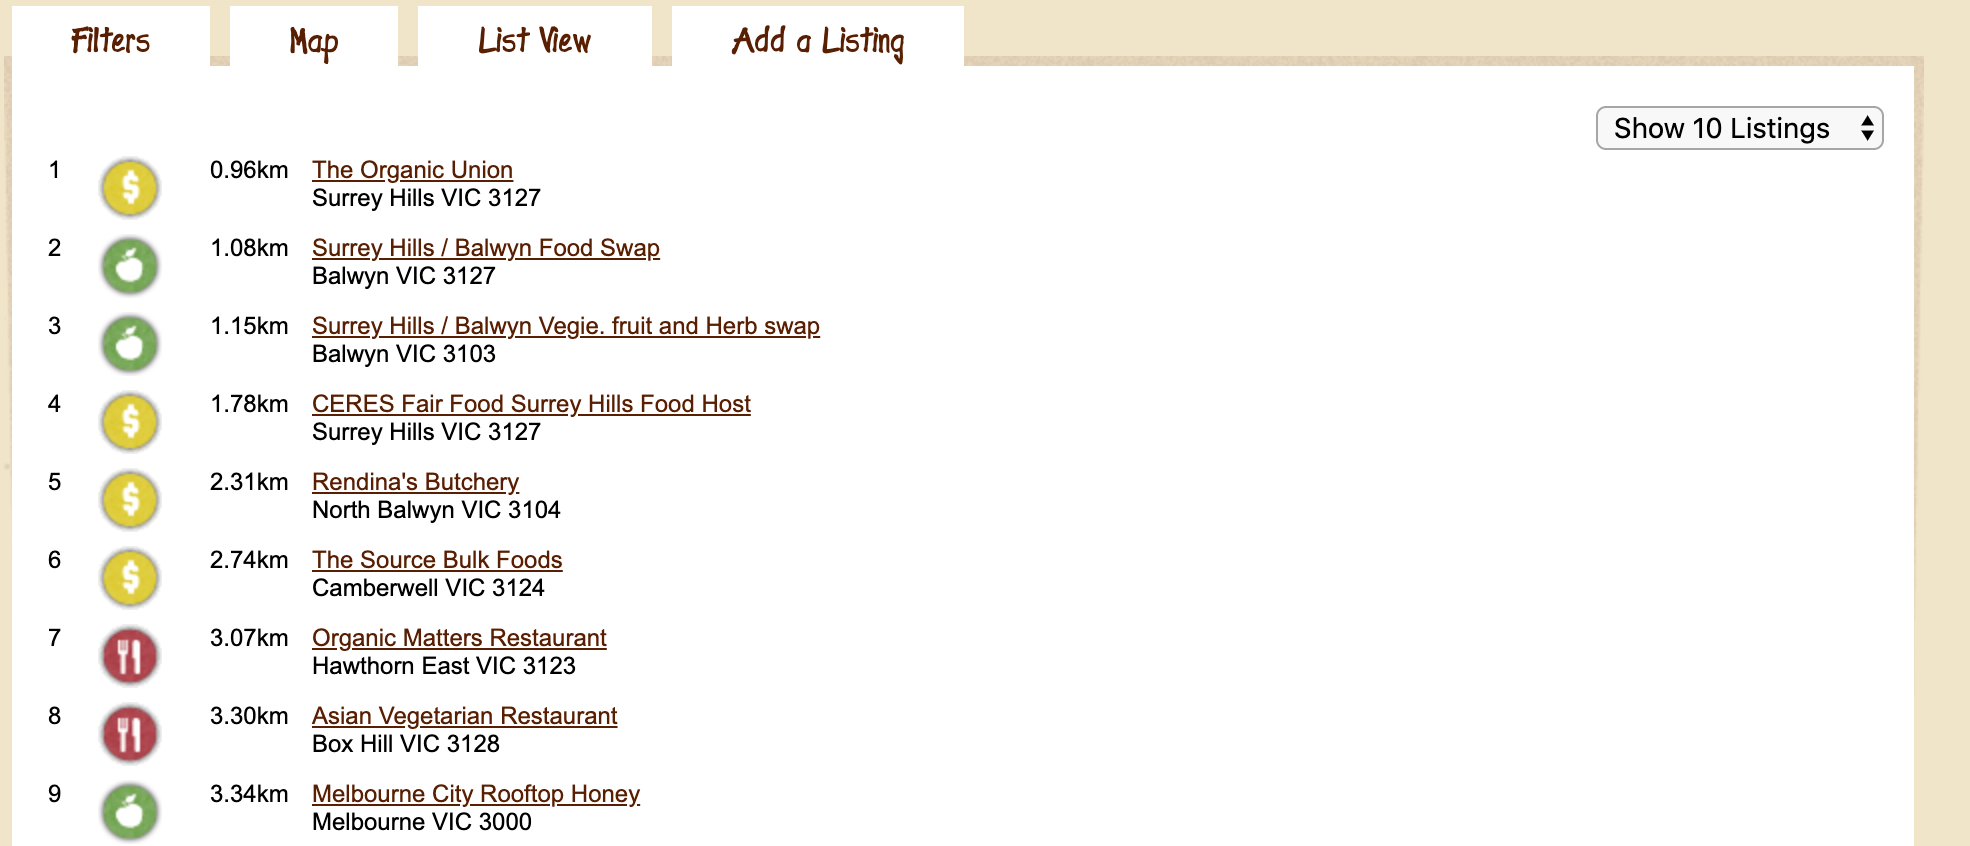 Filters
Map
List View
Add a Listing
Show 10 Listings
1
$
0.96km
The Organic Union
Surrey Hills VIC 3127
2
1.08km
Surrey Hills / Balwyn Food Swap
Balwyn VIC 3127
3
1.15km
Surrey Hills / Balwyn Vegie. fruit and Herb swap
Balwyn VIC 3103
4
$
1.78km
CERES Fair Food Surrey Hills Food Host
Surrey Hills VIC 3127
5
$
2.31km
Rendina's Butchery
North Balwyn VIC 3104
6
$
2.74km
The Source Bulk Foods
Camberwell VIC 3124
7
3.07km
Organic Matters Restaurant
Hawthorn East VIC 3123
8
3.30km
Asian Vegetarian Restaurant
Box Hill VIC 3128
9
3.34km
Melbourne City Rooftop Honey
Melbourne VIC 3000